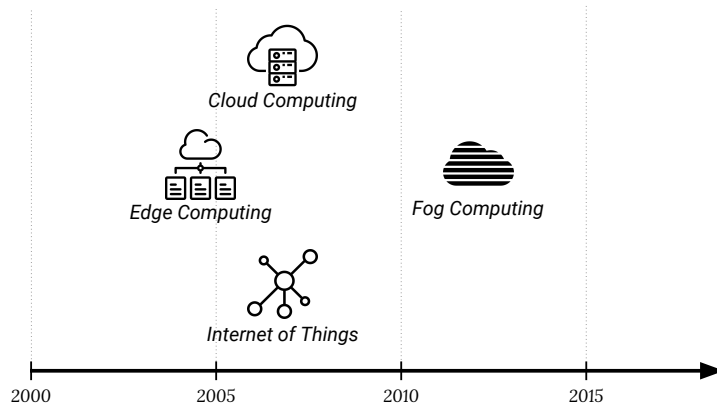 Cloud Computing
Edge Computing
Fog Computing
Internet of Things
2000
2005
2010
2015